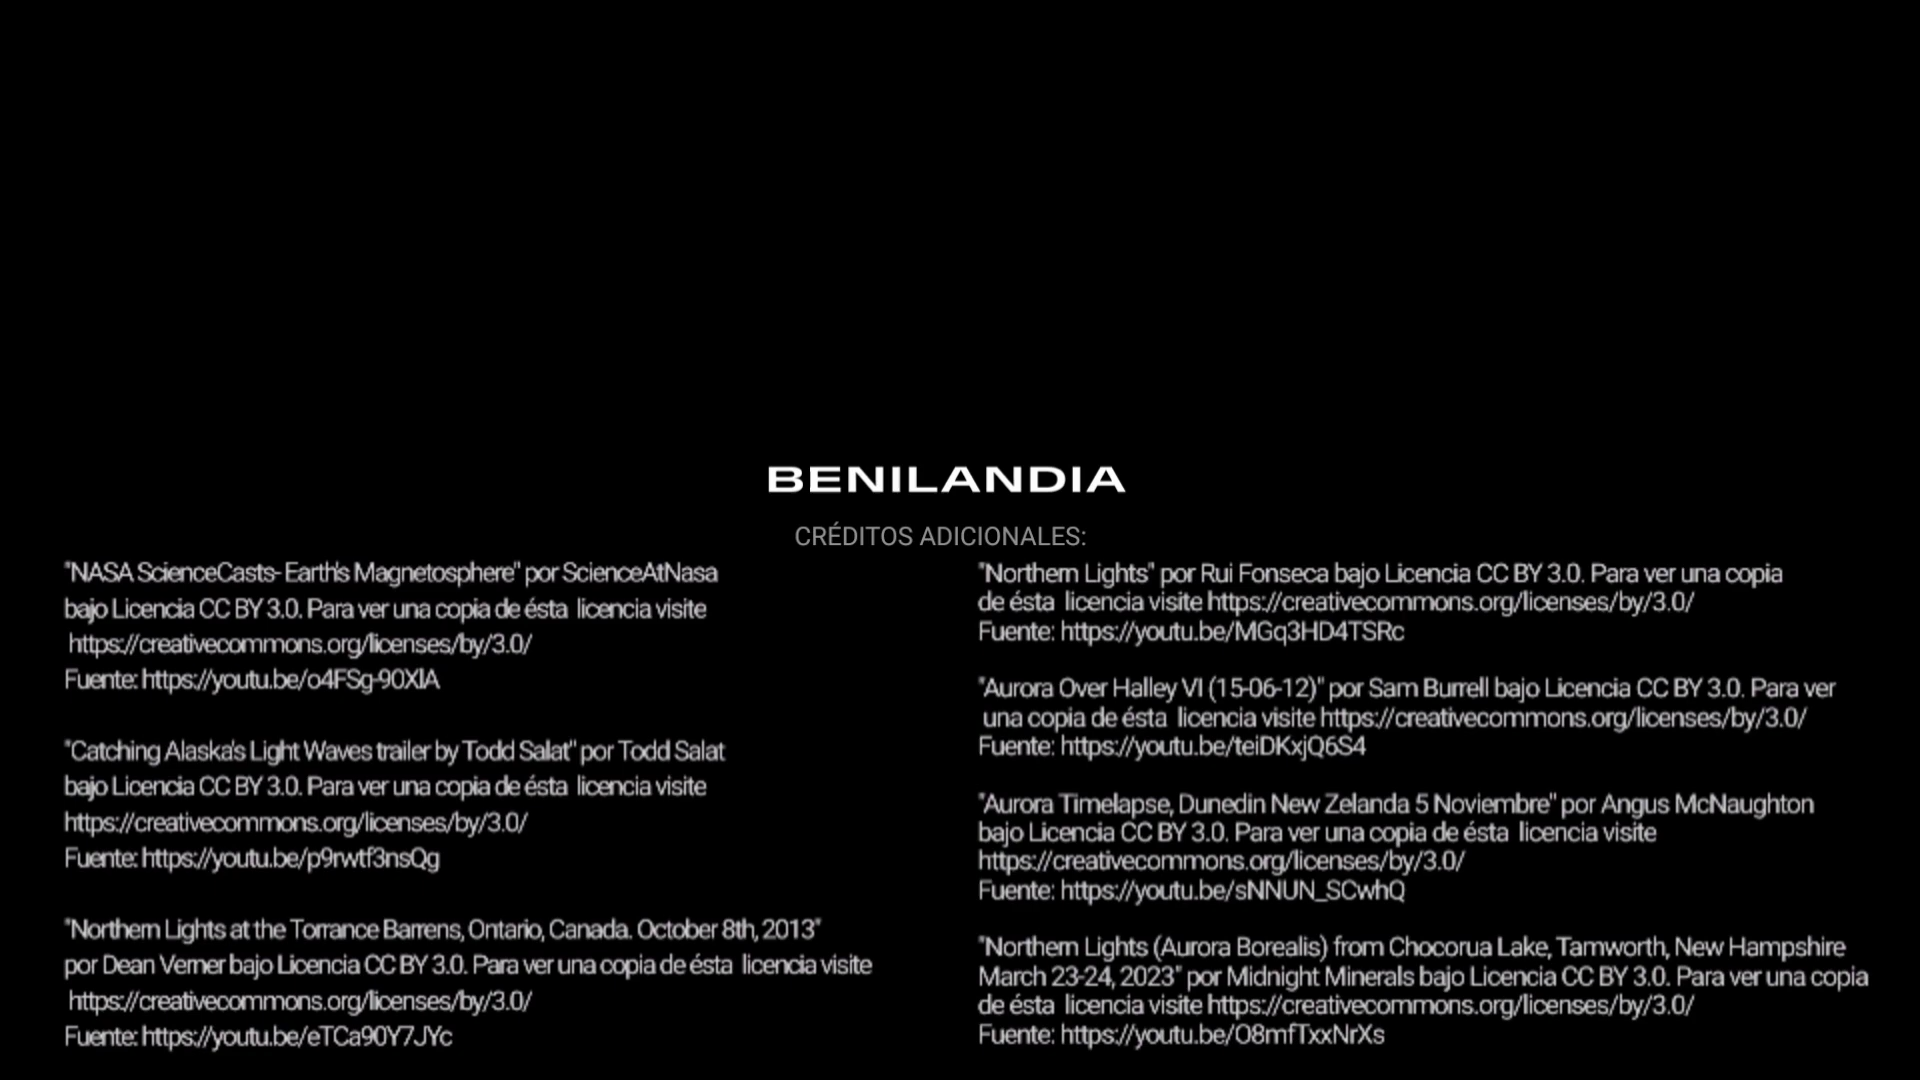 BENILANDIA
CRÉDITOS ADICIONALES:
"NASA ScienceCasts- Earth's Magnetosphere" por ScienceAtNasa
bajo Licencia CC BY 3.0. Para ver una copia de ésta licencia visite
https://creativecommons.org/licenses/by/3.0/
Fuente: https://youtu.be/o4FSg-90XlA
"Catching Alaska's Light Waves trailer by Todd Salat" por Todd Salat
bajo Licencia CC BY 3.0. Para ver una copia de ésta licencia visite
https://creativecommons.org/licenses/by/3.0/
Fuente: https://youtu.be/p9rwtf3nsQg
"Northern Lights at the Torrance Barrens, Ontario, Canada. October 8th, 2013"
por Dean Verner bajo Licencia CC BY 3.0. Para ver una copia de ésta licencia visite
https://creativecommons.org/licenses/by/3.0/
Fuente: https://youtu.be/eTCa90Y7JYc
"Northern Lights" por Rui Fonseca bajo Licencia CC BY 3.0. Para ver una copia
de ésta licencia visite https://creativecommons.org/licenses/by/3.0/
Fuente: https://youtu.be/MGq3HD4TSRc
"Aurora Over Halley VI (15-06-12)" por Sam Burrell bajo Licencia CC BY 3.0. Para ver
una copia de ésta licencia visite https://creativecommons.org/licenses/by/3.0/
Fuente: https://youtu.be/teiDKxjQ6S4
"Aurora Timelapse, Dunedin New Zelanda 5 Noviembre" por Angus McNaughton
bajo Licencia CC BY 3.0. Para ver una copia de ésta licencia visite
https://creativecommons.org/licenses/by/3.0/
Fuente: https://youtu.be/sNNUN_SCwhQ
"Northern Lights (Aurora Borealis) from Chocorua Lake, Tamworth, New Hampshire
March 23-24, 2023" por Midnight Minerals bajo Licencia CC BY 3.0. Para ver una copia
de ésta licencia visite https://creativecommons.org/licenses/by/3.0/
Fuente: https://youtu.be/O8mfTxxNrXs